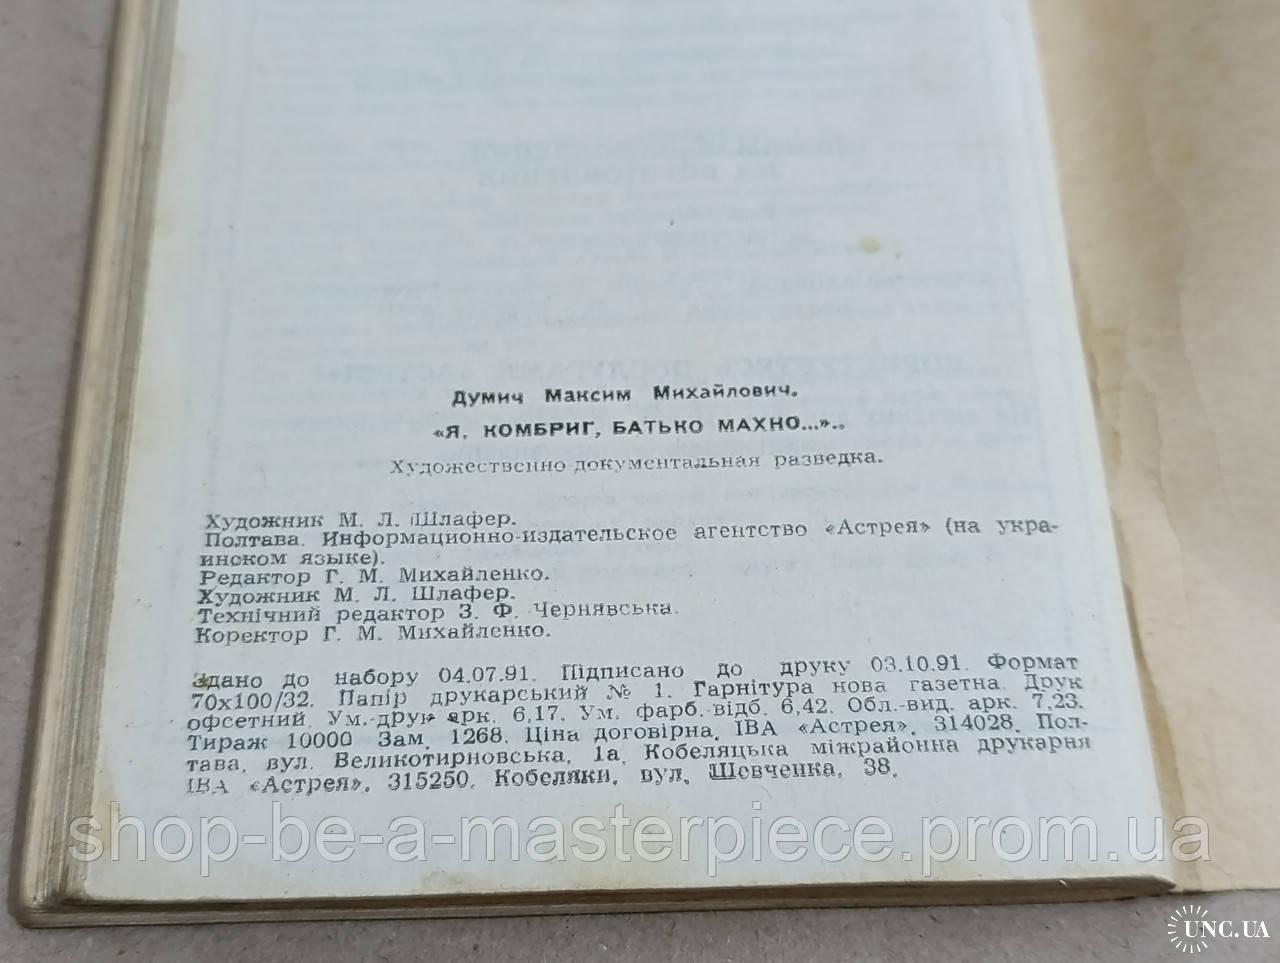 Думич Максим Михайлович.
«Я, КОМБРИГ, БАТЬКО МАХНО...»..
Художественно-документальная разведка.
Художник М. Л. Шлафер.
Полтава. Информационно-издательское агентство «Астрея» (на укра-
инском языке).
Редактор Г. М. Михайленко.
Художник М. Л. Шлафер.
Технічний редактор З. Ф. Чернявська.
Коректор Г. М. Михайленко.
Здано до набору 04.07.91. Підписано до друку 03.10.91. Формат
70х100/32. Папір друкарський № 1. Гарнітура нова газетна. Друк
офсетний. Ум.-друк арк. 6,17. Ум. фарб.-відб. 6,42. Обл.-вид. арк. 7,23.
Тираж 10000 Зам. 1268. Ціна договірна. ІВА «Астрея». 314028. Пол-
тава, вул. Великотирновська, 1а. Кобеляцька міжрайонна друкарня
ІВА «Астрея». 315250. Кобеляки, вул. Шевченка, 38.
shop-be-a-masterpiece.prom.ua
UNC.UA